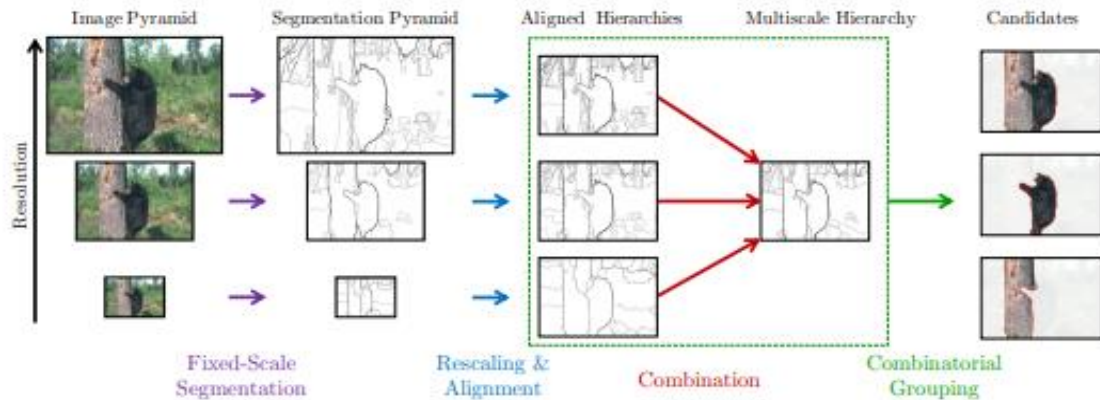 Image Pyramid
Segmentation Pyramid
Aligned Hierarchies
Multiscale Hierarchy
Candidates
Resolution
Fixed-Scale
Segmentation
Rescaling &
Alignment
Combination
Combinatorial
Grouping